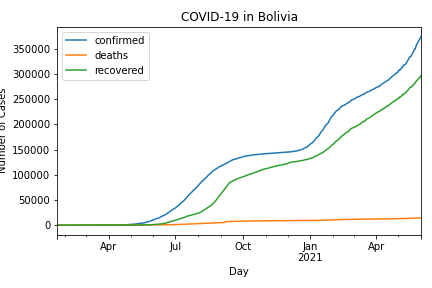 COVID-19 in Bolivia
confirmed
deaths
recovered
350000
300000
250000
200000
150000
100000
50000
0
Number of Cases
Apr Jul Oct Jan Apr
2021
Day